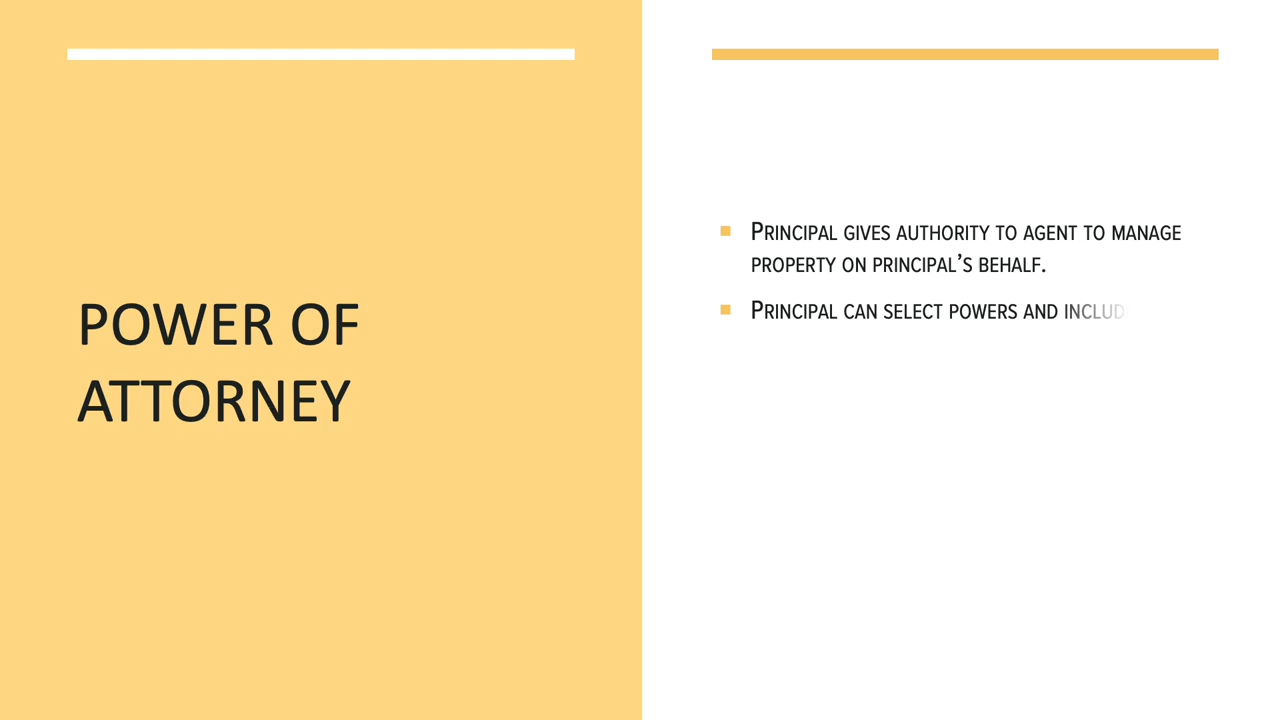 POWER OF
ATTORNEY
Principal gives authority to agent to manage
property on principal’s behalf.
Principal can select powers and includ